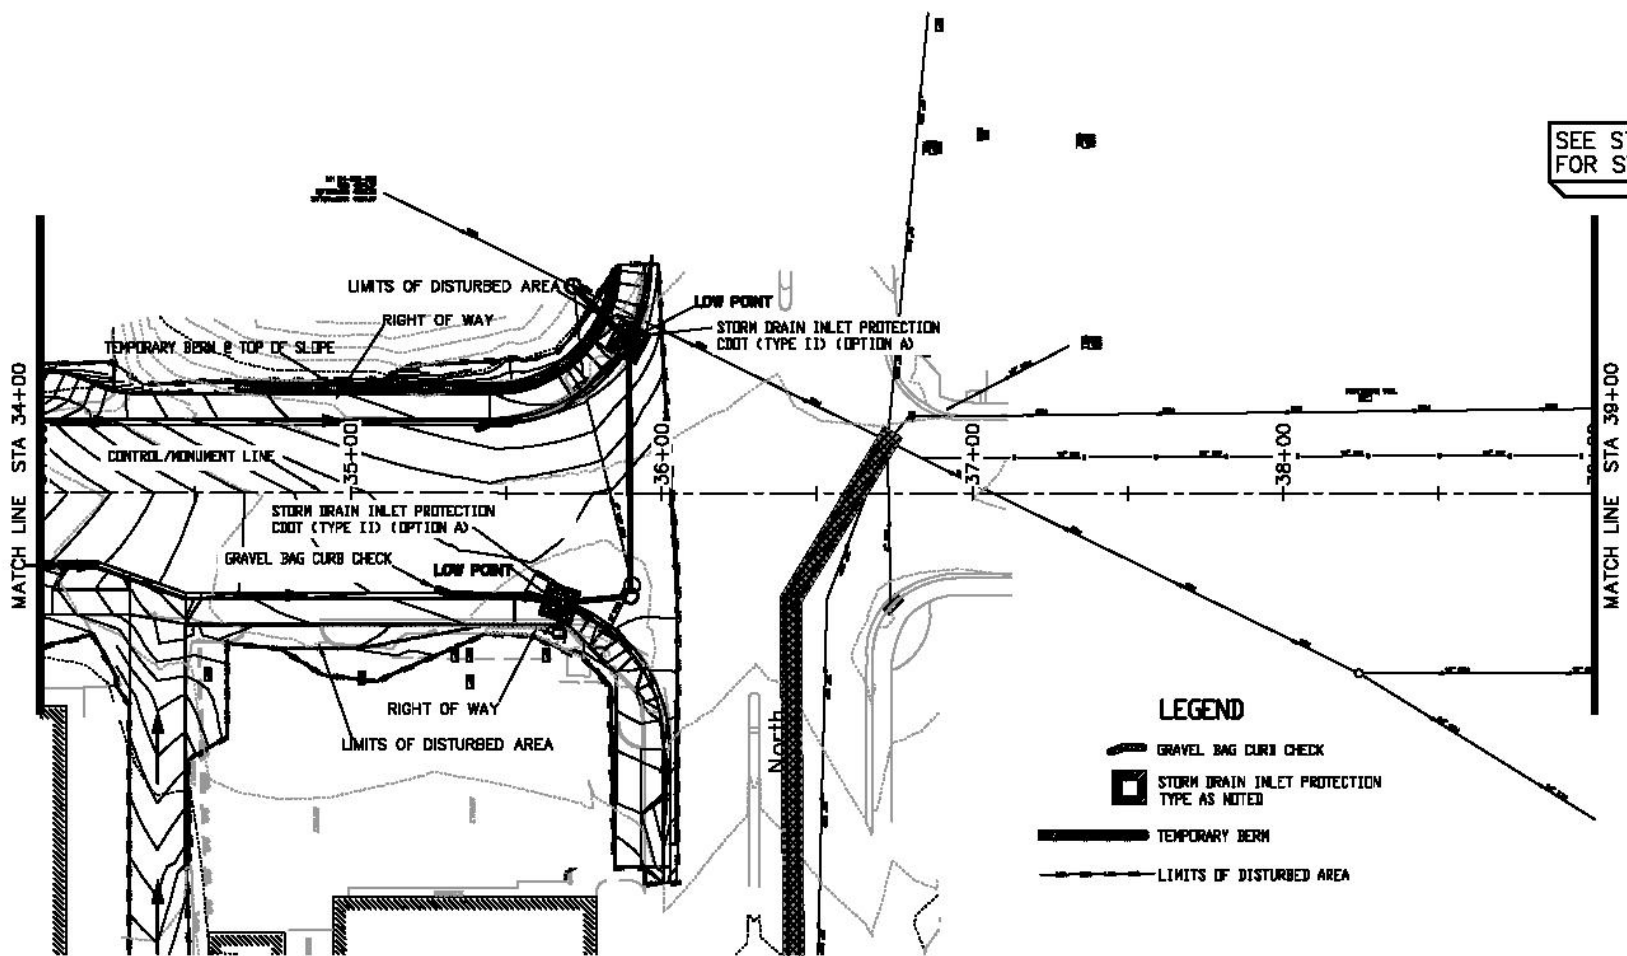 SEE ST
FOR S
LIMITS OF DISTURBED AREA
LOW POINT
RIGHT OF WAY
STORM DRAIN INLET PROTECTION
CDOT (TYPE II) (OPTION A)
TEMPORARY BERM @ TOP OF SLOPE
MATCH LINE STA 34+00
MATCH LINE STA 39+00
CONTROL/MONUMENT LINE
35+00
36+00
37+00
38+00
STORM DRAIN INLET PROTECTION
CDOT (TYPE II) (OPTION A)
GRAVEL BAG CURB CHECK
LOW POINT
RIGHT OF WAY
LIMITS OF DISTURBED AREA
North
LEGEND
GRAVEL BAG CURB CHECK
STORM DRAIN INLET PROTECTION
TYPE AS NOTED
TEMPORARY BERM
LIMITS OF DISTURBED AREA